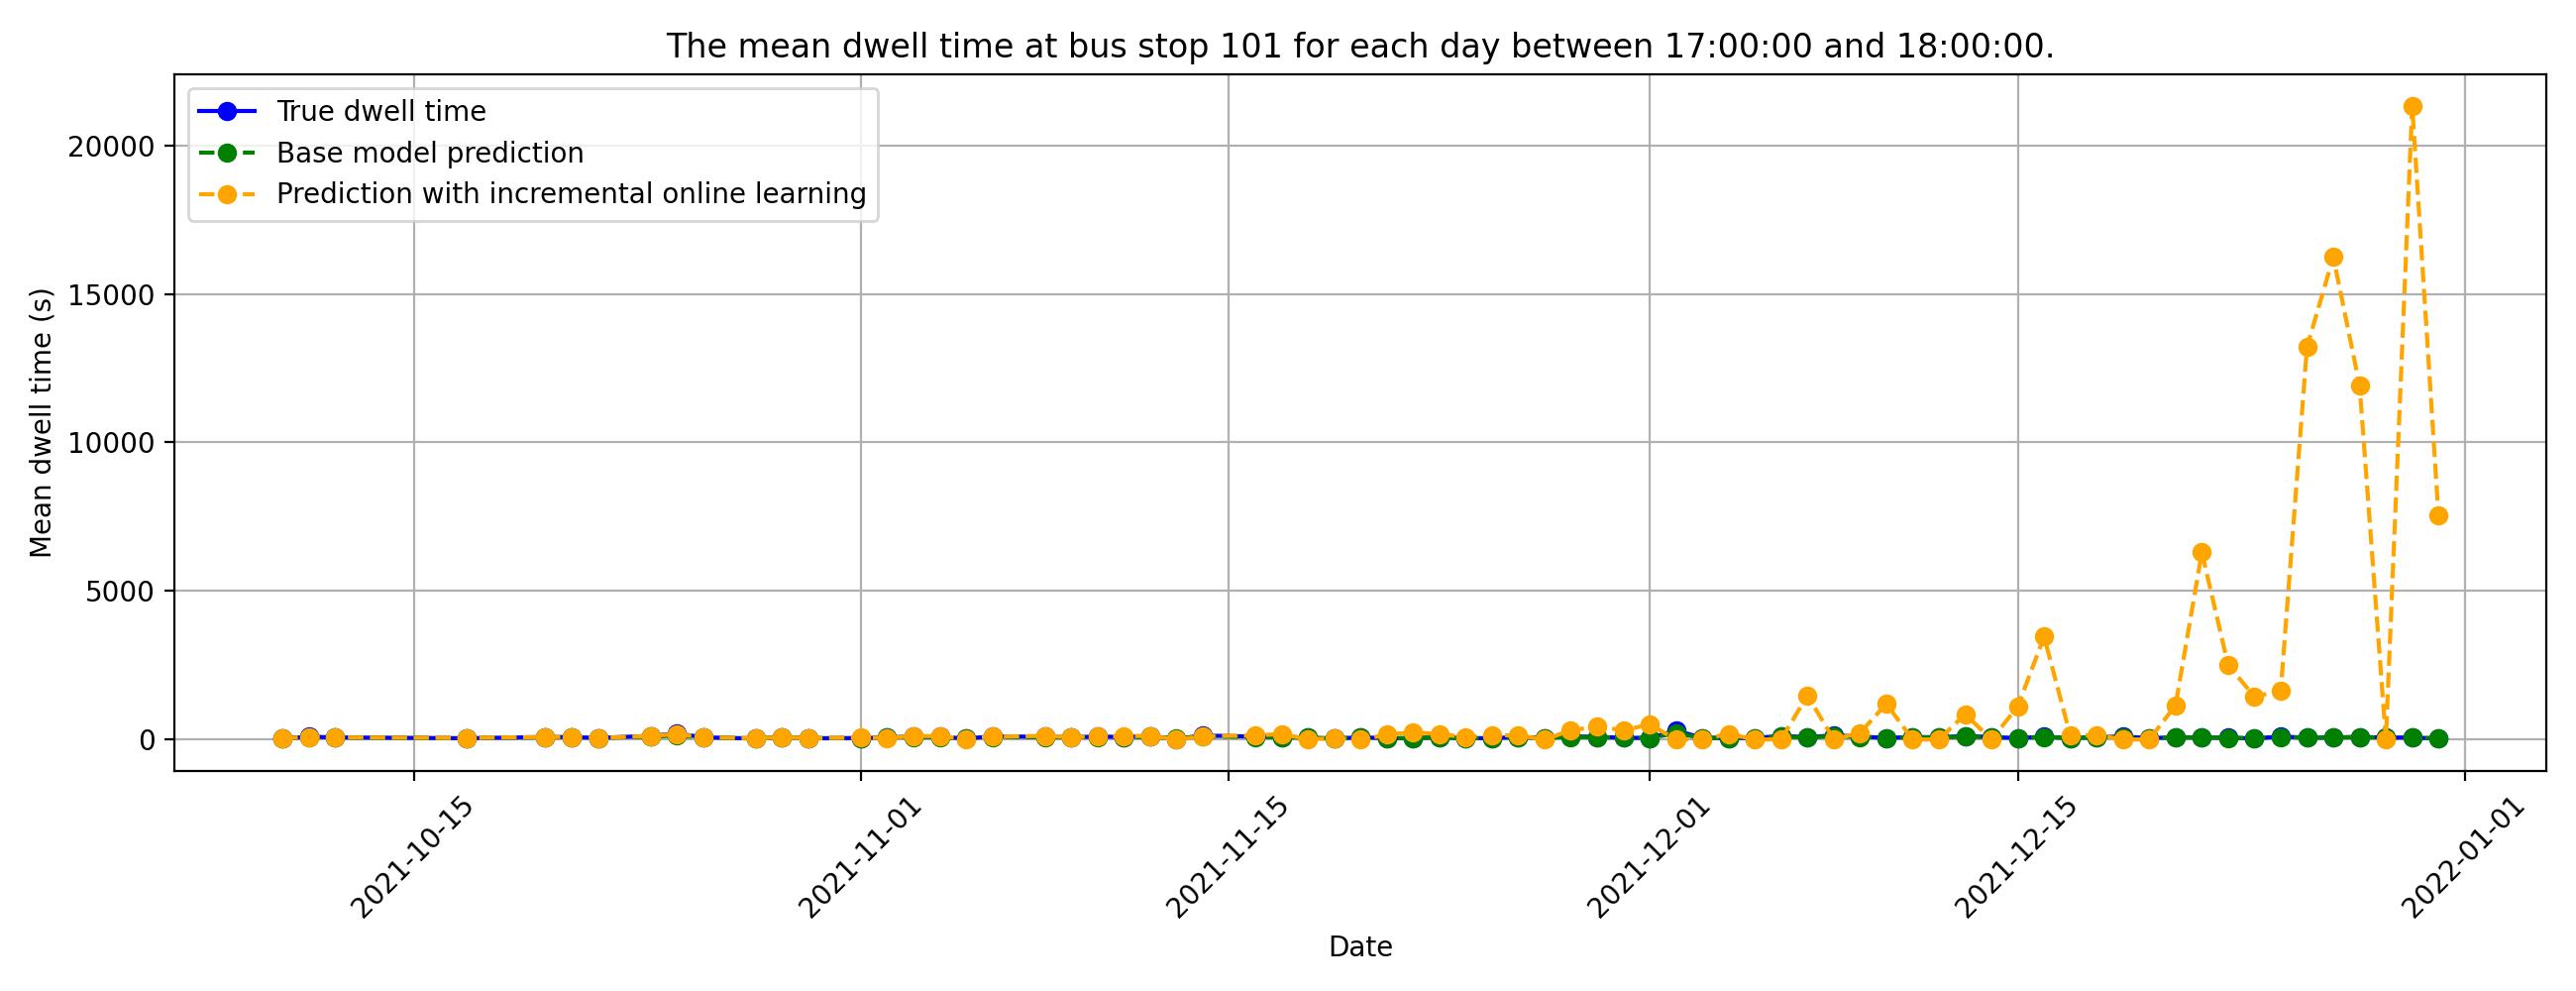 The mean dwell time at bus stop 101 for each day between 17:00:00 and 18:00:00.
True dwell time
Base model prediction
Prediction with incremental online learning
Mean dwell time (s)
20000
15000
10000
5000
0
2021-10-15
2021-11-01
2021-11-15
2021-12-01
2021-12-15
2022-01-01
Date